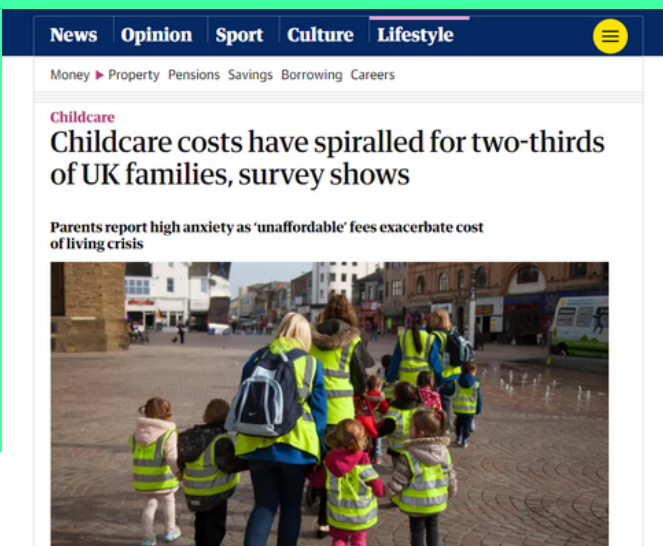 News Opinion Sport Culture Lifestyle
Money ▶ Property Pensions Savings Borrowing Careers
Childcare
Childcare costs have spiralled for two-thirds
of UK families, survey shows
Parents report high anxiety as ‘unaffordable’ fees exacerbate cost
of living crisis